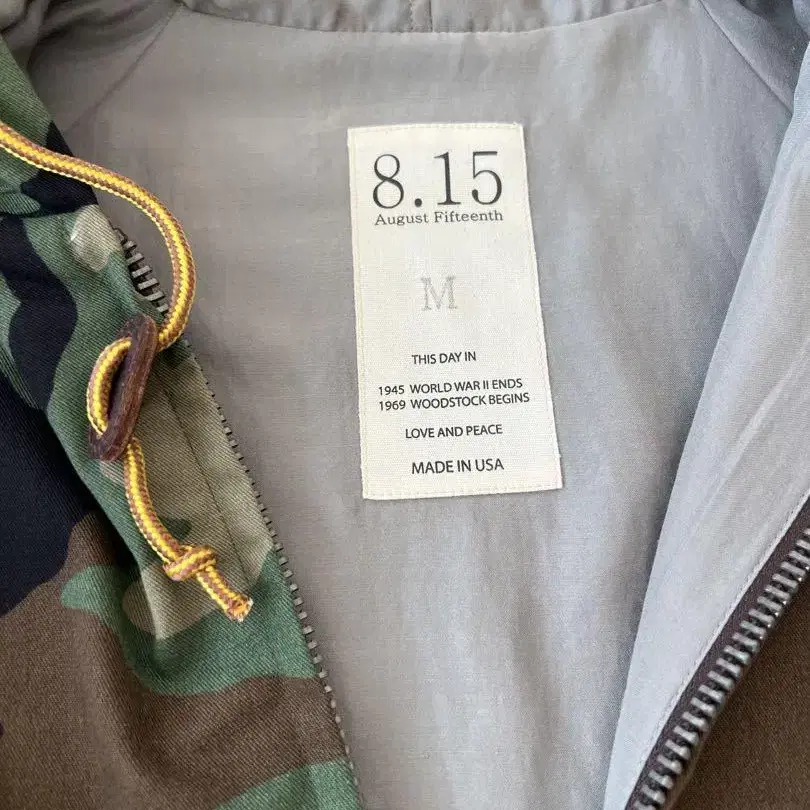 8.15
August Fifteenth
M
THIS DAY IN
1945 WORLD WAR II ENDS
1969 WOODSTOCK BEGINS
LOVE AND PEACE
MADE IN USA